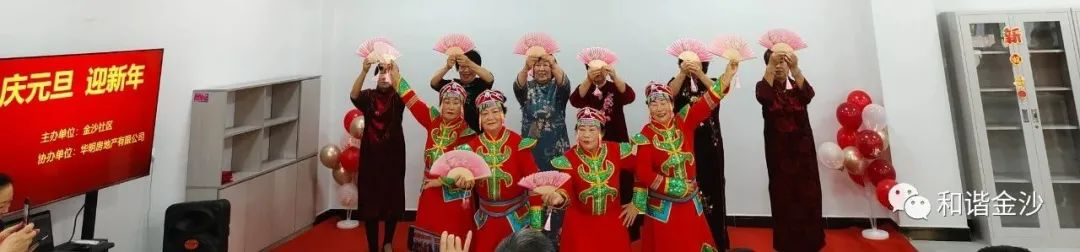 庆元旦 迎新年
主办单位：金沙社区
协办单位：华明房地产有限公司
新
和谐金沙